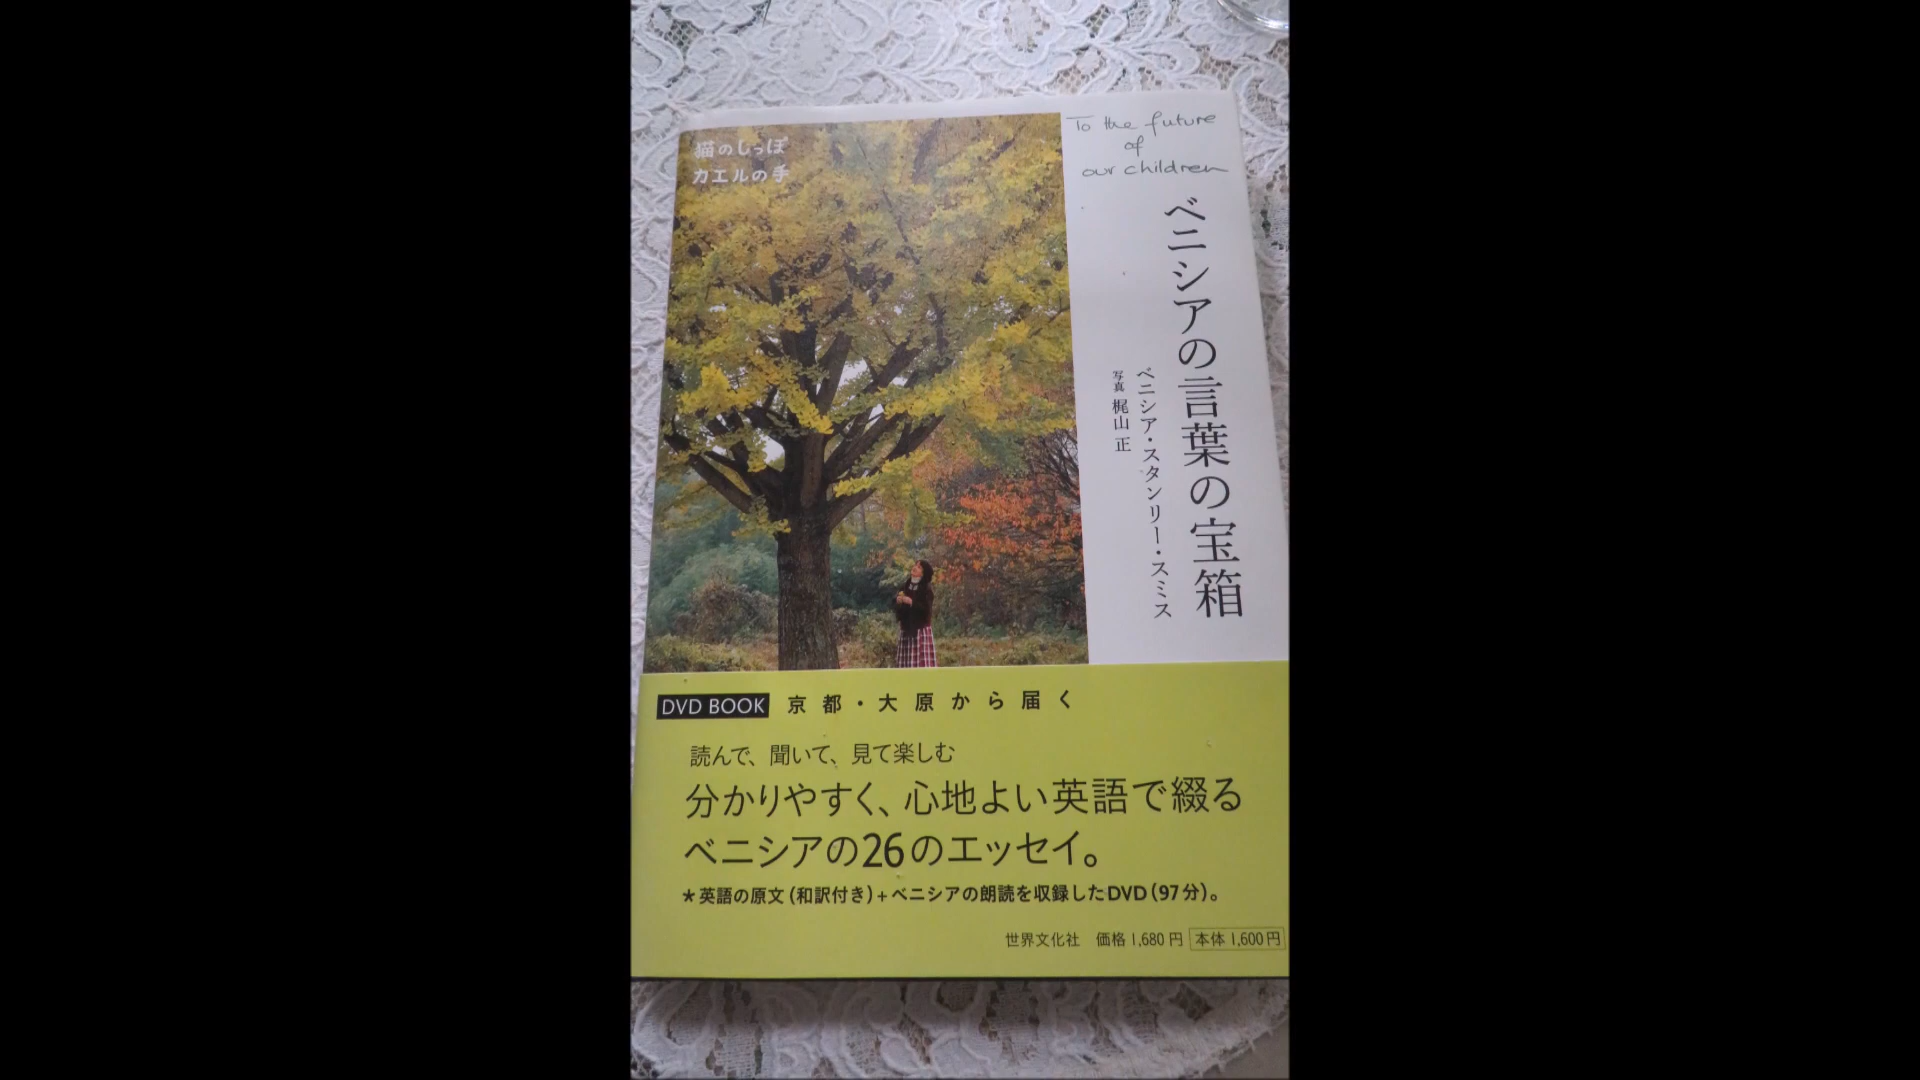 猫のしっぽ
カエルの手
To the future
of
our children
ベニシアの言葉の宝箱
ベニシア・スタンリー・スミス
写真 梶山 正
DVD BOOK 京都・大原から届く
読んで、聞いて、見て楽しむ
分かりやすく、心地よい英語で綴る
ベニシアの26のエッセイ。
*英語の原文(和訳付き)+ベニシアの朗読を収録したDVD(97分)。
世界文化社 価格 1,680 円 本体 1,600円